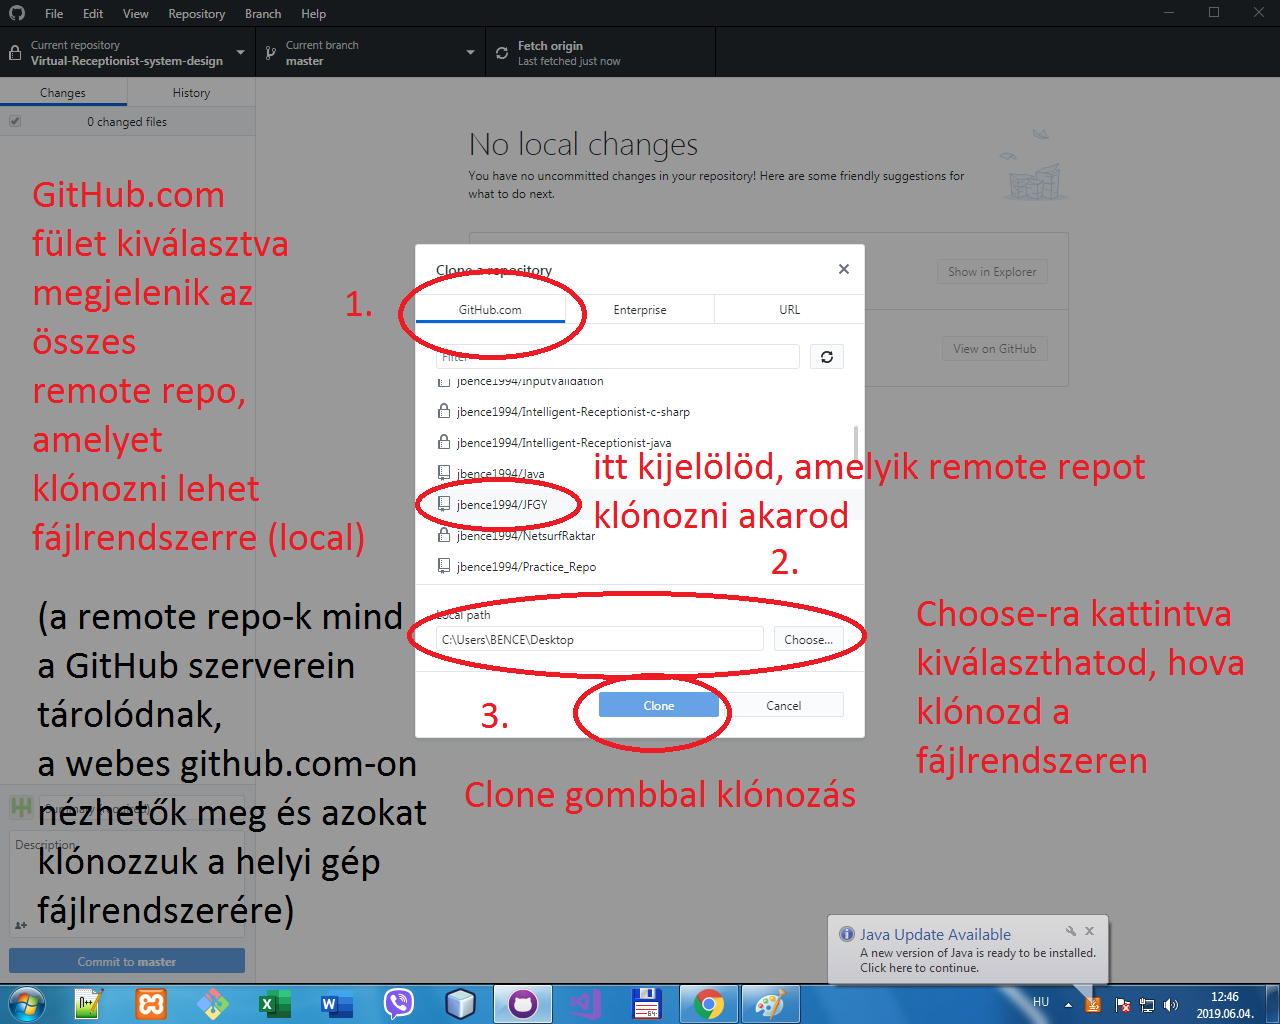 File Edit View Repository Branch Help
Current repository
Virtual-Receptionist-system-design
Current branch
master
Fetch origin
Last fetched just now
Changes History
0 changed files
No local changes
You have no uncommitted changes in your repository! Here are some friendly suggestions for
what to do next.
Show in Explorer
View on GitHub
GitHub.com
fület kiválasztva
megjelenik az
összes
remote repo,
amelyet
klónozni lehet
fájlrendszerre (local)
(a remote repo-k mind
a GitHub szerverein
tárolódnak,
a webes github.com-on
nézhetők meg és azokat
klónozzuk a helyi gép
fájlrendszerére)
Clone a repository
1.
GitHub.com Enterprise URL
Filter
jbence1994/InputValidation
jbence1994/Intelligent-Receptionist-c-sharp
jbence1994/Intelligent-Receptionist-java
jbence1994/Java
jbence1994/JFGY
jbence1994/NetsurfRaktar
jbence1994/Practice_Repo
itt kijelölöd, amelyik remote repot
klónozni akarod
2.
Local path
C:\Users\BENCE\Desktop
Choose...
3.
Clone Cancel
Clone gombbal klónozás
Choose-ra kattintva
kiválaszthatod, hova
klónozd a
fájlrendszeren
Summary (required)
Description
Commit to master
Java Update Available
A new version of Java is ready to be installed.
Click here to continue.
HU
12:46
2019.06.04.